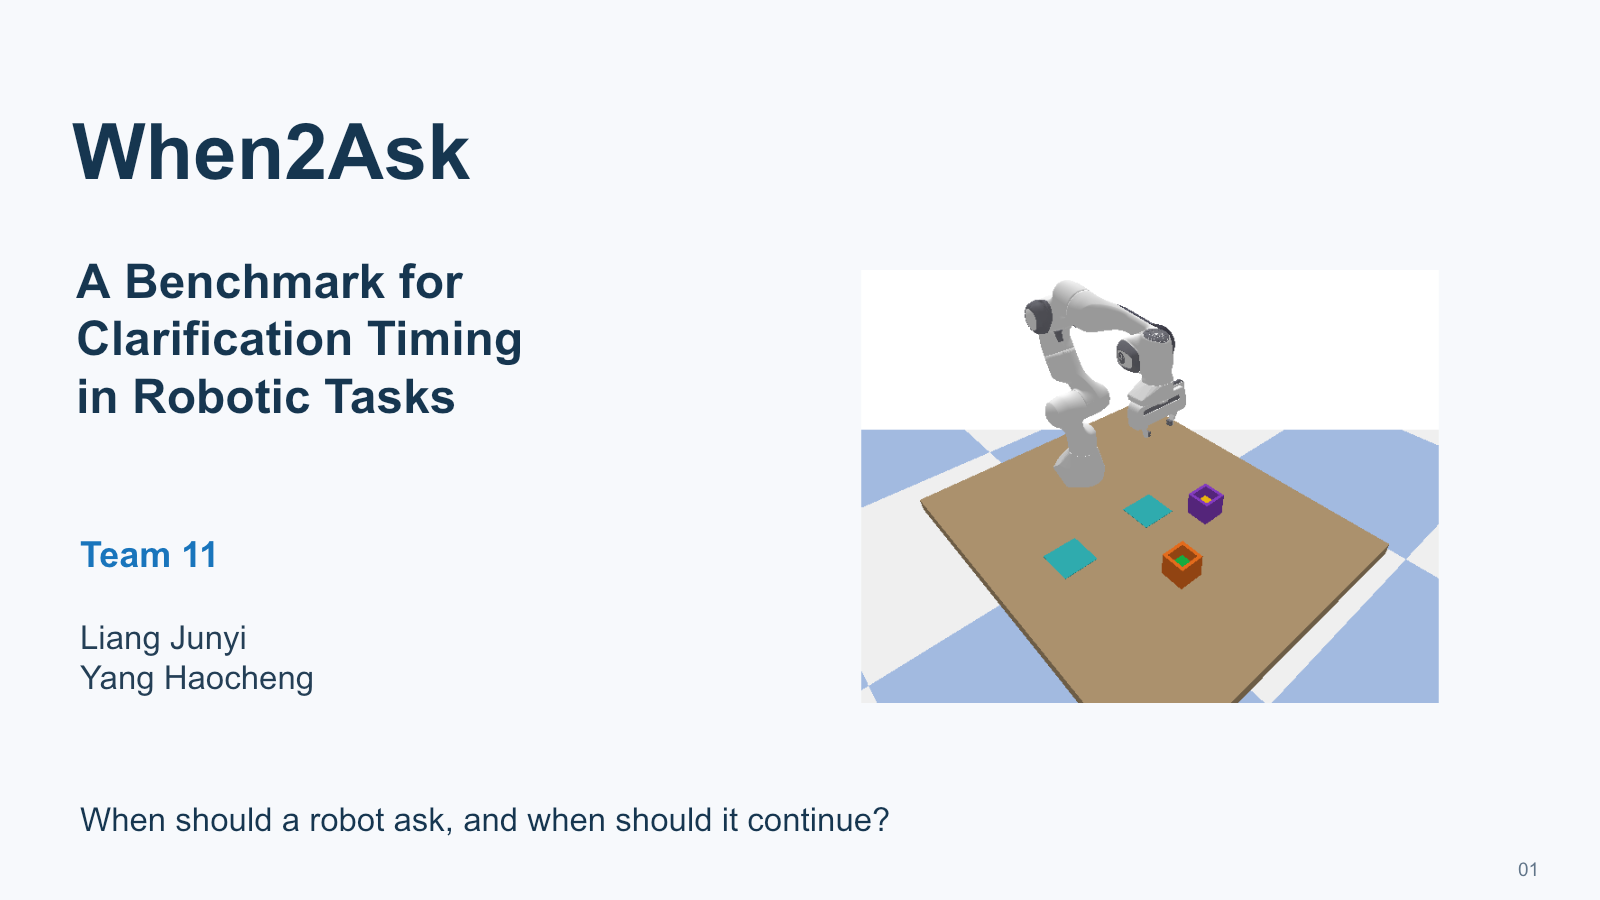 When2Ask
A Benchmark for
Clarification Timing
in Robotic Tasks
Team 11
Liang Junyi
Yang Haocheng
When should a robot ask, and when should it continue?
01